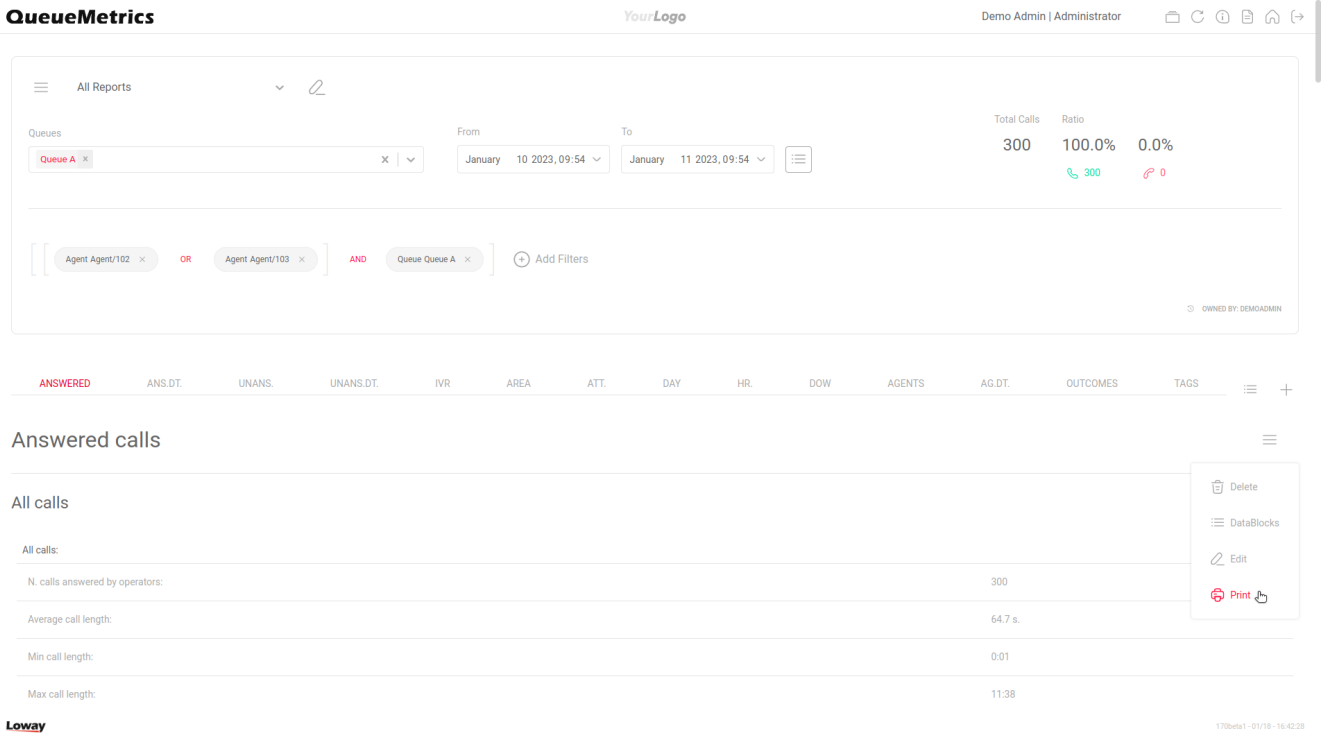 QueueMetrics
YourLogo
Demo Admin | Administrator
All Reports
Queues
From
To
Total Calls
Ratio
Queue A
January 10 2023, 09:54
January 11 2023, 09:54
300
100.0%
0.0%
300
0
Agent Agent/102
OR
Agent Agent/103
AND
Queue Queue A
Add Filters
OWNED BY: DEMOADMIN
ANSWERED
ANS.DT.
UNANS.
UNANS.DT.
IVR
AREA
ATT.
DAY
HR.
DOW
AGENTS
AG.DT.
OUTCOMES
TAGS
Answered calls
Delete
DataBlocks
Edit
Print
All calls
All calls:
N. calls answered by operators: 300
Average call length: 64.7 s.
Min call length: 0:01
Max call length: 11:38
Loway
170beta1 - 01/18 - 16:42:28